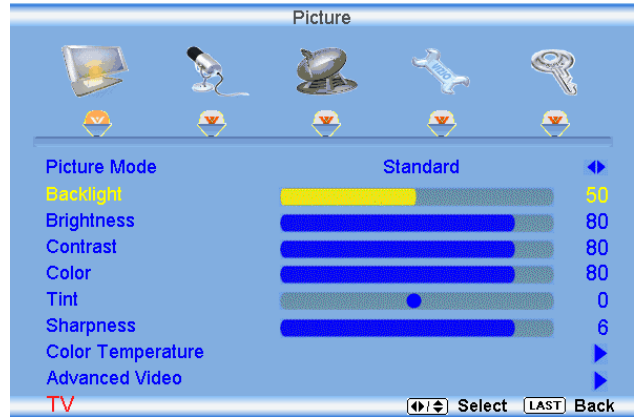 Picture
VIZIO
Picture Mode Standard
Backlight 50
Brightness 80
Contrast 80
Color 80
Tint 0
Sharpness 6
Color Temperature
Advanced Video
TV Select LAST Back